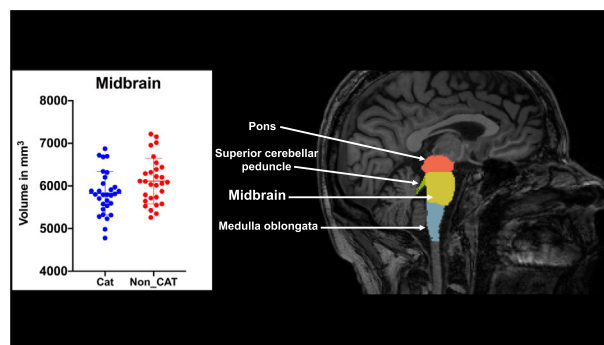 Midbrain
Volume in mm³
8000
7000
6000
5000
4000
Cat
Non_CAT
Pons
Superior cerebellar
peduncle
Midbrain
Medulla oblongata